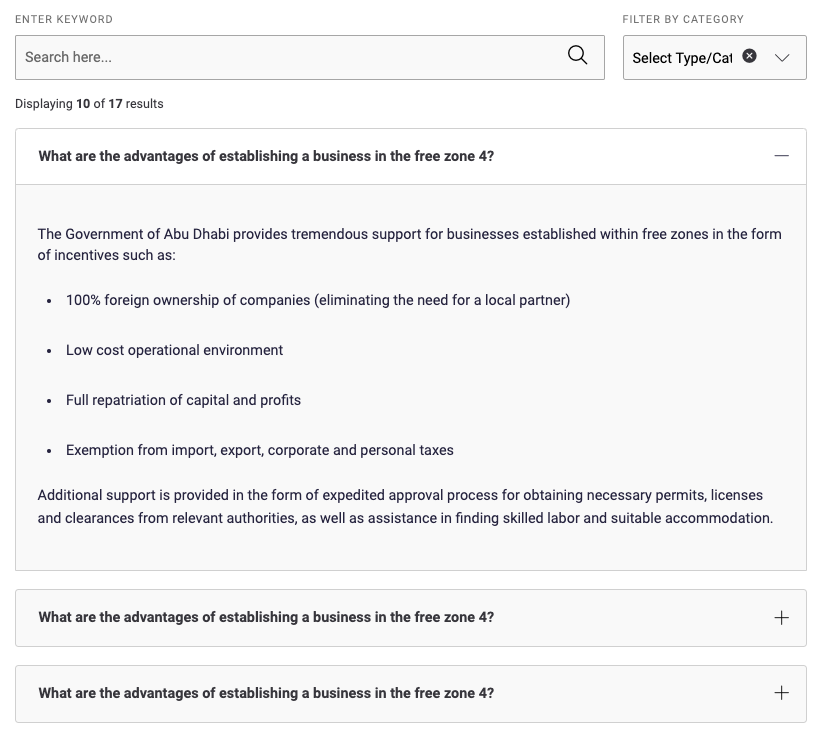 ENTER KEYWORD
FILTER BY CATEGORY
Search here...
Select Type/Cat
Displaying 10 of 17 results
What are the advantages of establishing a business in the free zone 4?
The Government of Abu Dhabi provides tremendous support for businesses established within free zones in the form
of incentives such as:
• 100% foreign ownership of companies (eliminating the need for a local partner)
• Low cost operational environment
• Full repatriation of capital and profits
• Exemption from import, export, corporate and personal taxes
Additional support is provided in the form of expedited approval process for obtaining necessary permits, licenses
and clearances from relevant authorities, as well as assistance in finding skilled labor and suitable accommodation.
What are the advantages of establishing a business in the free zone 4?
What are the advantages of establishing a business in the free zone 4?